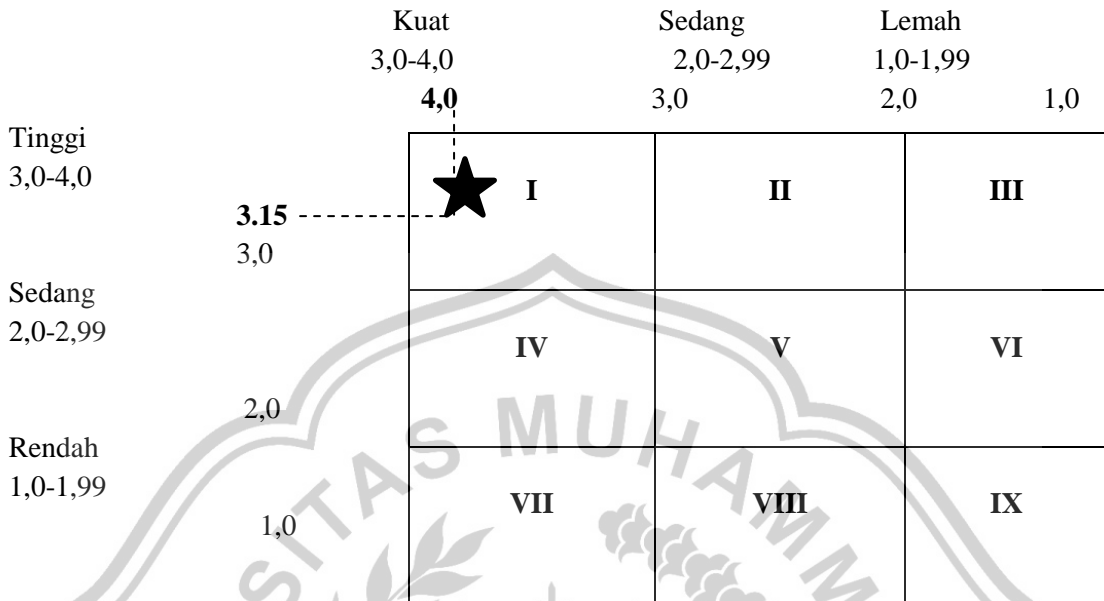 Kuat Sedang Lemah
3,0-4,0 2,0-2,99 1,0-1,99
4,0 3,0 2,0 1,0
Tinggi
3,0-4,0
I II III
3.15
3,0
Sedang
2,0-2,99
IV V VI
2,0
Rendah
1,0-1,99
VII VIII IX
1,0
SITAS MUHAMM